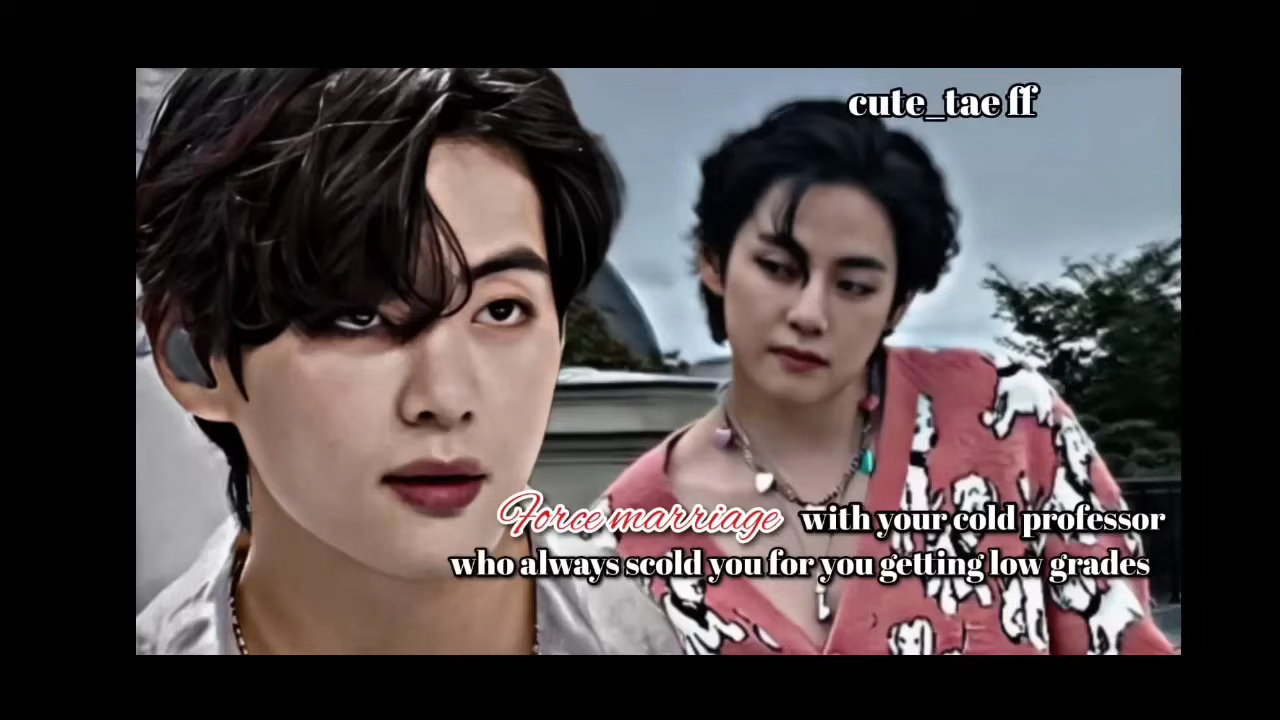 cute_tae ff
Force marriage with your cold professor
who always scold you for you getting low grades